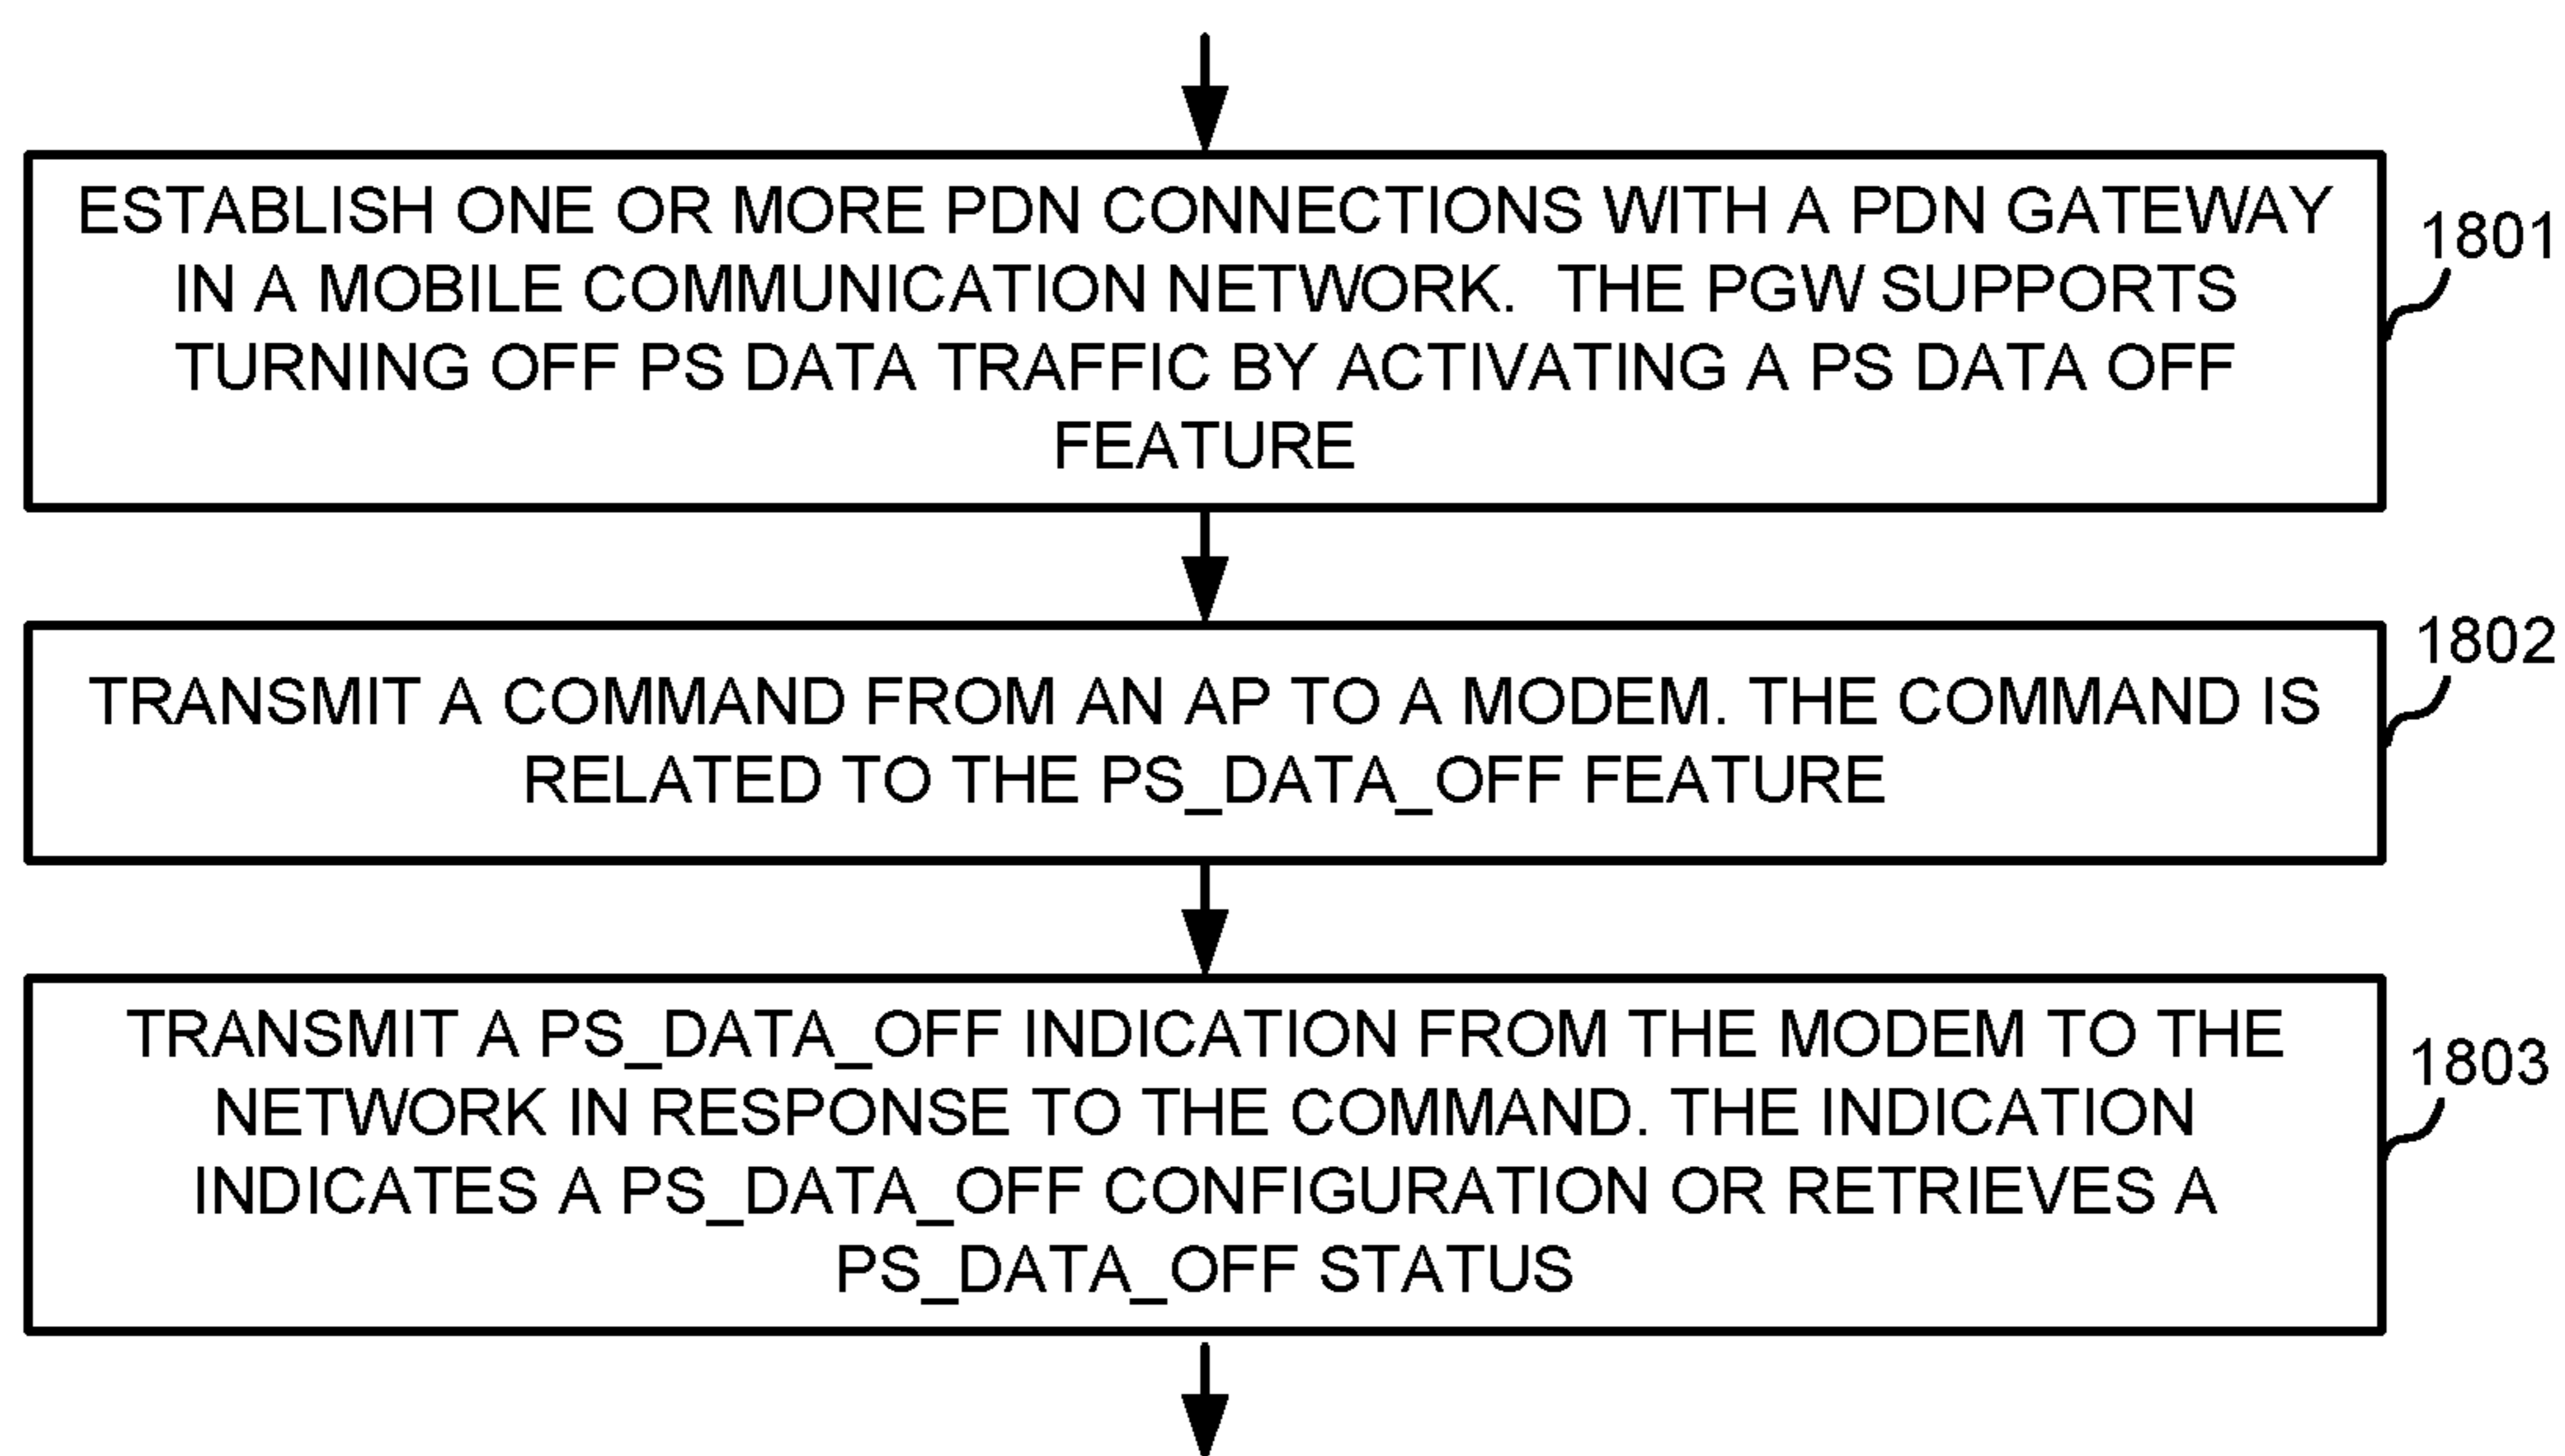 ESTABLISH ONE OR MORE PDN CONNECTIONS WITH A PDN GATEWAY
IN A MOBILE COMMUNICATION NETWORK.  THE PGW SUPPORTS
TURNING OFF PS DATA TRAFFIC BY ACTIVATING A PS DATA OFF
FEATURE
1801
TRANSMIT A COMMAND FROM AN AP TO A MODEM. THE COMMAND IS
RELATED TO THE PS_DATA_OFF FEATURE
1802
TRANSMIT A PS_DATA_OFF INDICATION FROM THE MODEM TO THE
NETWORK IN RESPONSE TO THE COMMAND. THE INDICATION
INDICATES A PS_DATA_OFF CONFIGURATION OR RETRIEVES A
PS_DATA_OFF STATUS
1803